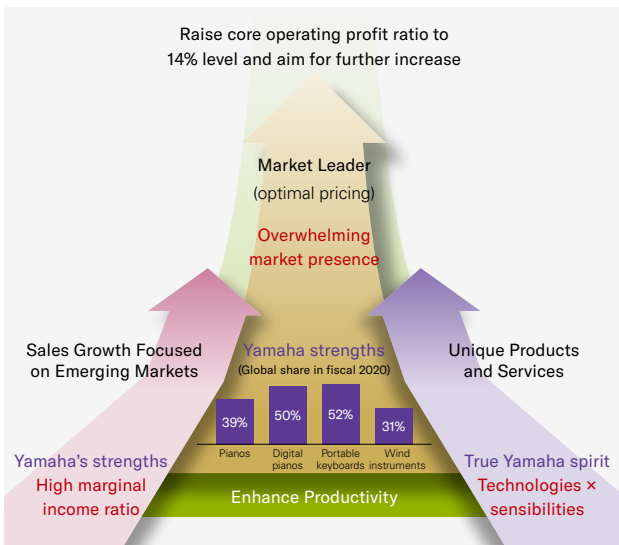 Raise core operating profit ratio to
14% level and aim for further increase
Market Leader
(optimal pricing)
Overwhelming
market presence
Sales Growth Focused
on Emerging Markets
Yamaha's strengths
High marginal
income ratio
Yamaha strengths
(Global share in fiscal 2020)
39%
50%
52%
31%
Pianos
Digital
pianos
Portable
keyboards
Wind
instruments
Enhance Productivity
Unique Products
and Services
True Yamaha spirit
Technologies ×
sensibilities